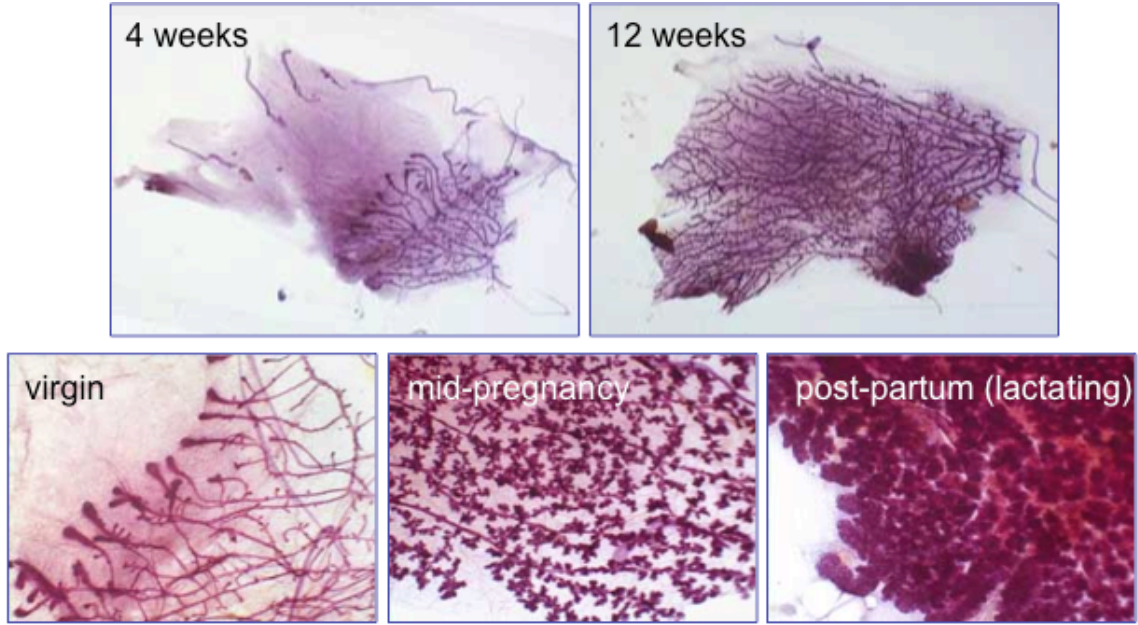 4 weeks
12 weeks
virgin
mid-pregnancy
post-partum (lactating)